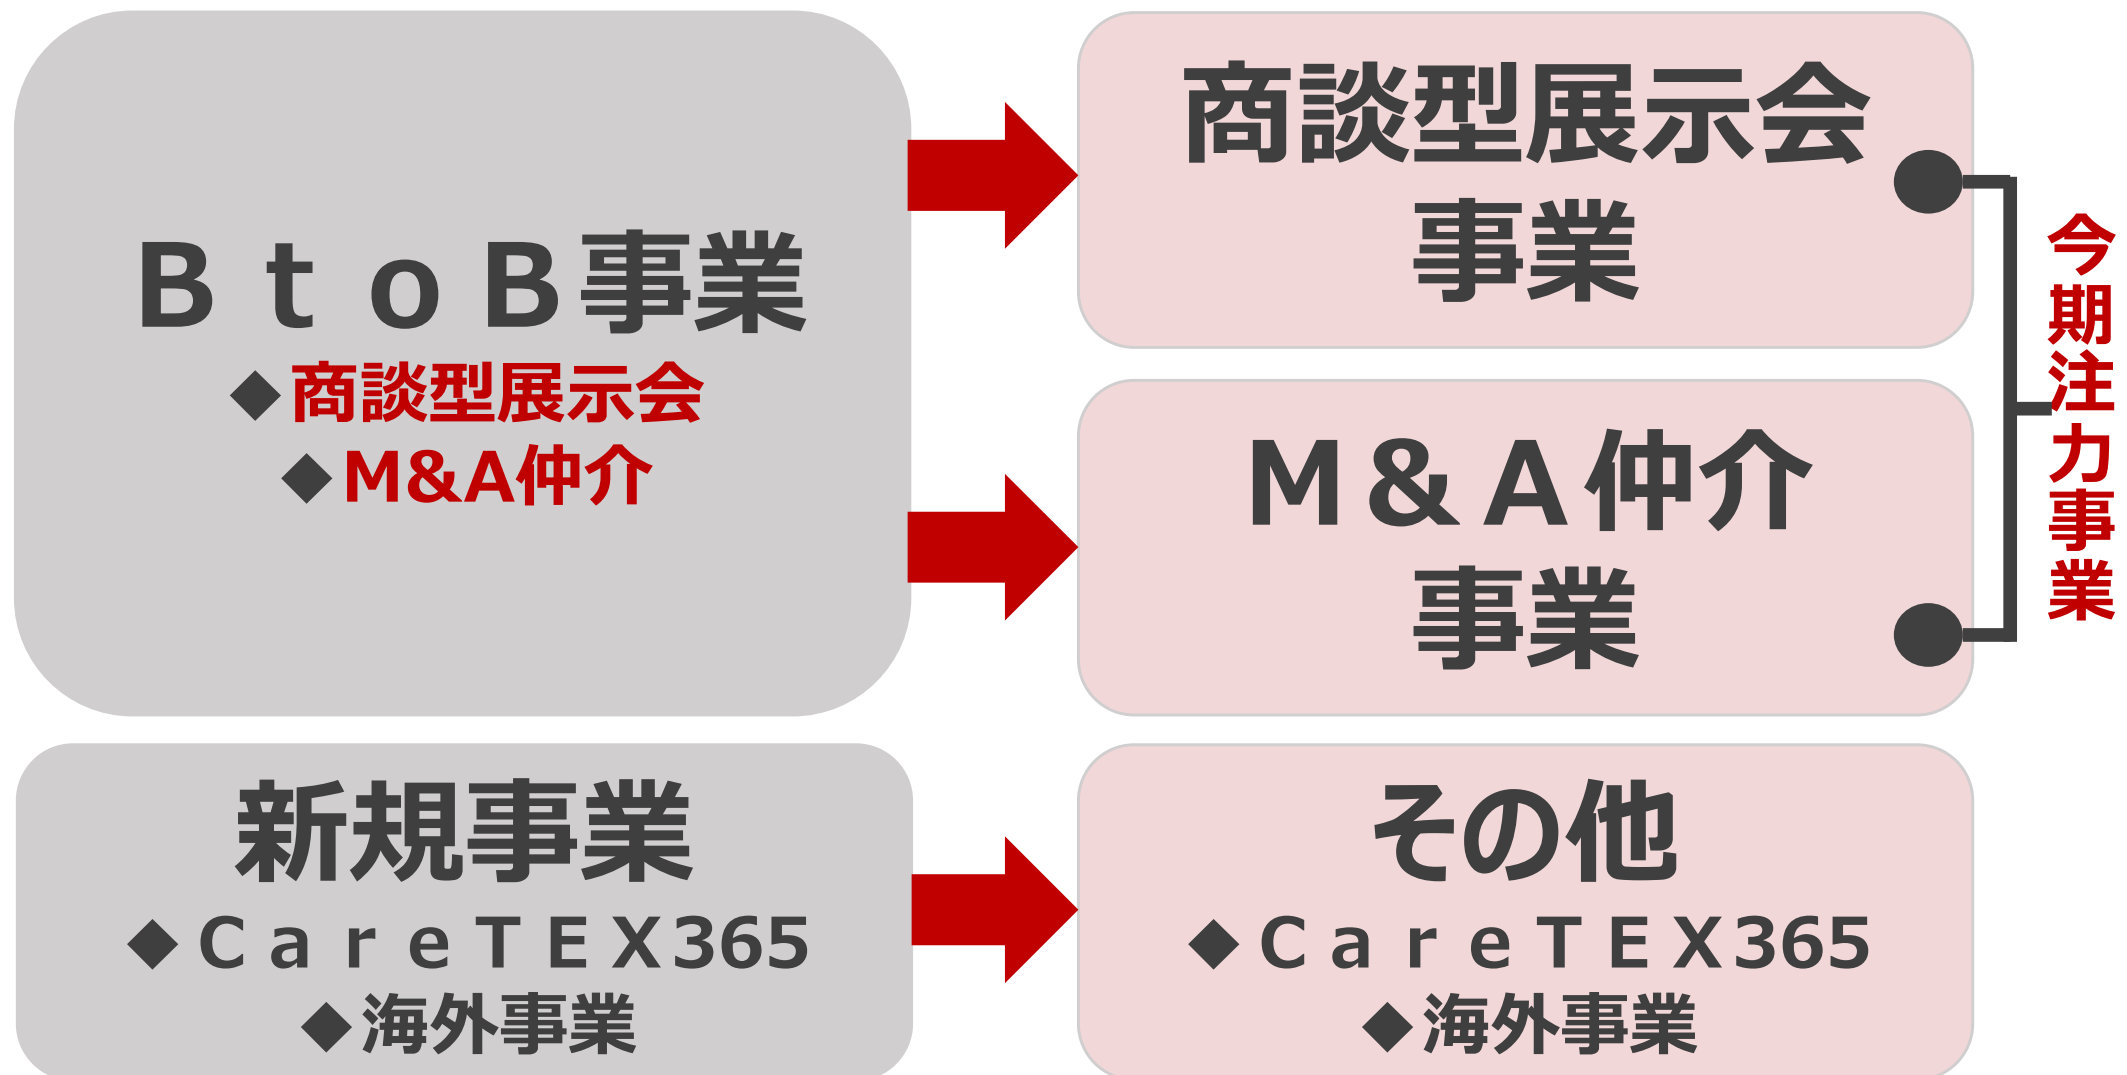 ＢｔｏＢ事業
◆商談型展示会
◆M&A仲介
商談型展示会
事業
Ｍ＆Ａ仲介
事業
今期注力事業
新規事業
◆ＣａｒｅＴＥＸ365
◆海外事業
その他
◆ＣａｒｅＴＥＸ365
◆海外事業